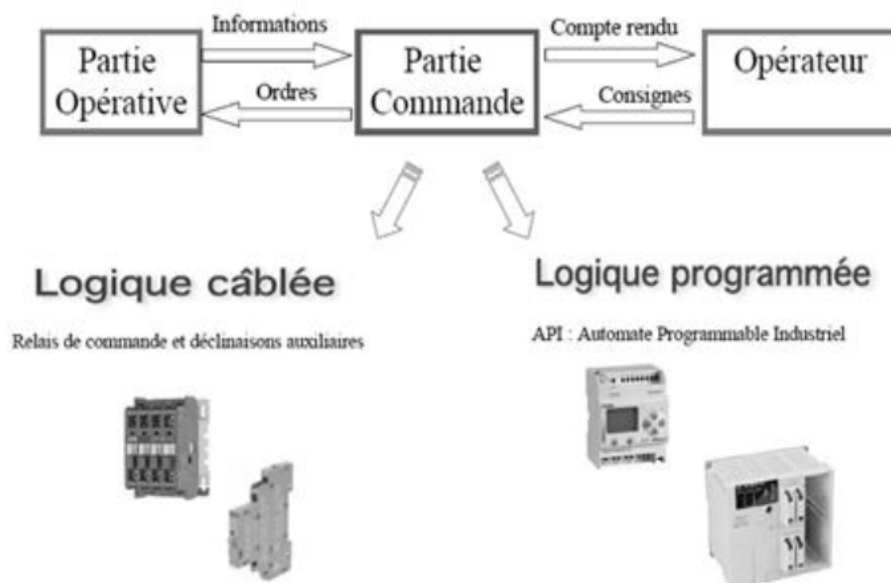 Informations
Compte rendu
Partie
Opérative
Partie
Commande
Opérateur
Ordres
Consignes
Logique câblée
Logique programmée
Relais de commande et déclinaisons auxiliaires
API : Automate Programmable Industriel